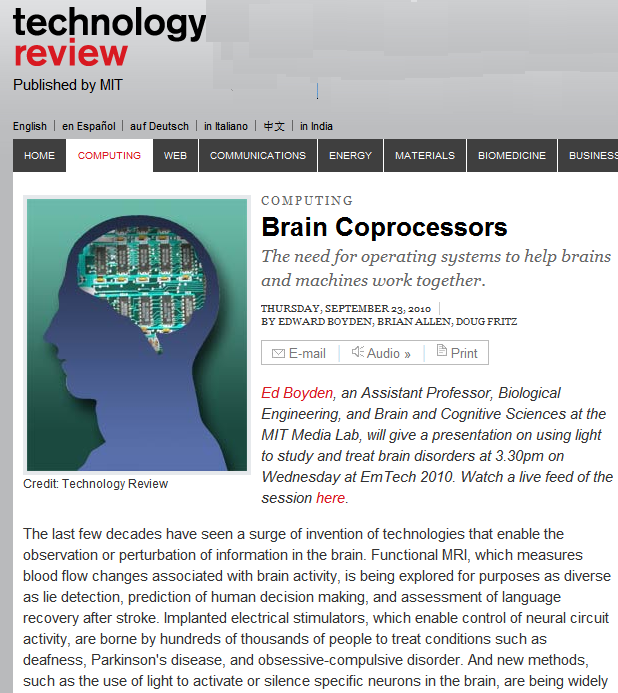 technology
review
Published by MIT
English | en Español | auf Deutsch | in Italiano | 中文 | in India
HOME COMPUTING WEB COMMUNICATIONS ENERGY MATERIALS BIOMEDICINE BUSINESS
COMPUTING
Brain Coprocessors
The need for operating systems to help brains
and machines work together.
THURSDAY, SEPTEMBER 23, 2010
BY EDWARD BOYDEN, BRIAN ALLEN, DOUG FRITZ
E-mail Audio » Print
Ed Boyden, an Assistant Professor, Biological
Engineering, and Brain and Cognitive Sciences at the
MIT Media Lab, will give a presentation on using light
to study and treat brain disorders at 3.30pm on
Wednesday at EmTech 2010. Watch a live feed of the
session here.
Credit: Technology Review
The last few decades have seen a surge of invention of technologies that enable the
observation or perturbation of information in the brain. Functional MRI, which measures
blood flow changes associated with brain activity, is being explored for purposes as diverse
as lie detection, prediction of human decision making, and assessment of language
recovery after stroke. Implanted electrical stimulators, which enable control of neural circuit
activity, are borne by hundreds of thousands of people to treat conditions such as
deafness, Parkinson's disease, and obsessive-compulsive disorder. And new methods,
such as the use of light to activate or silence specific neurons in the brain, are being widely